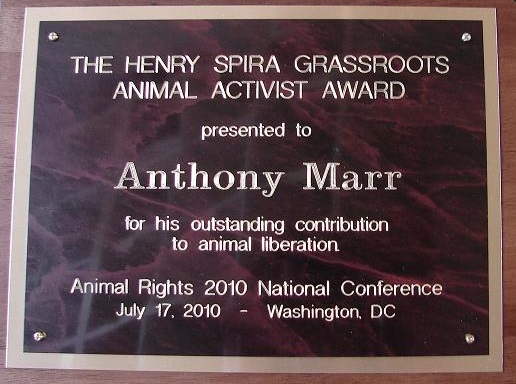 THE HENRY SPIRA GRASSROOTS
ANIMAL ACTIVIST AWARD
presented to
Anthony Marr
for his outstanding contribution
to animal liberation.
Animal Rights 2010 National Conference
July 17, 2010 - Washington, DC